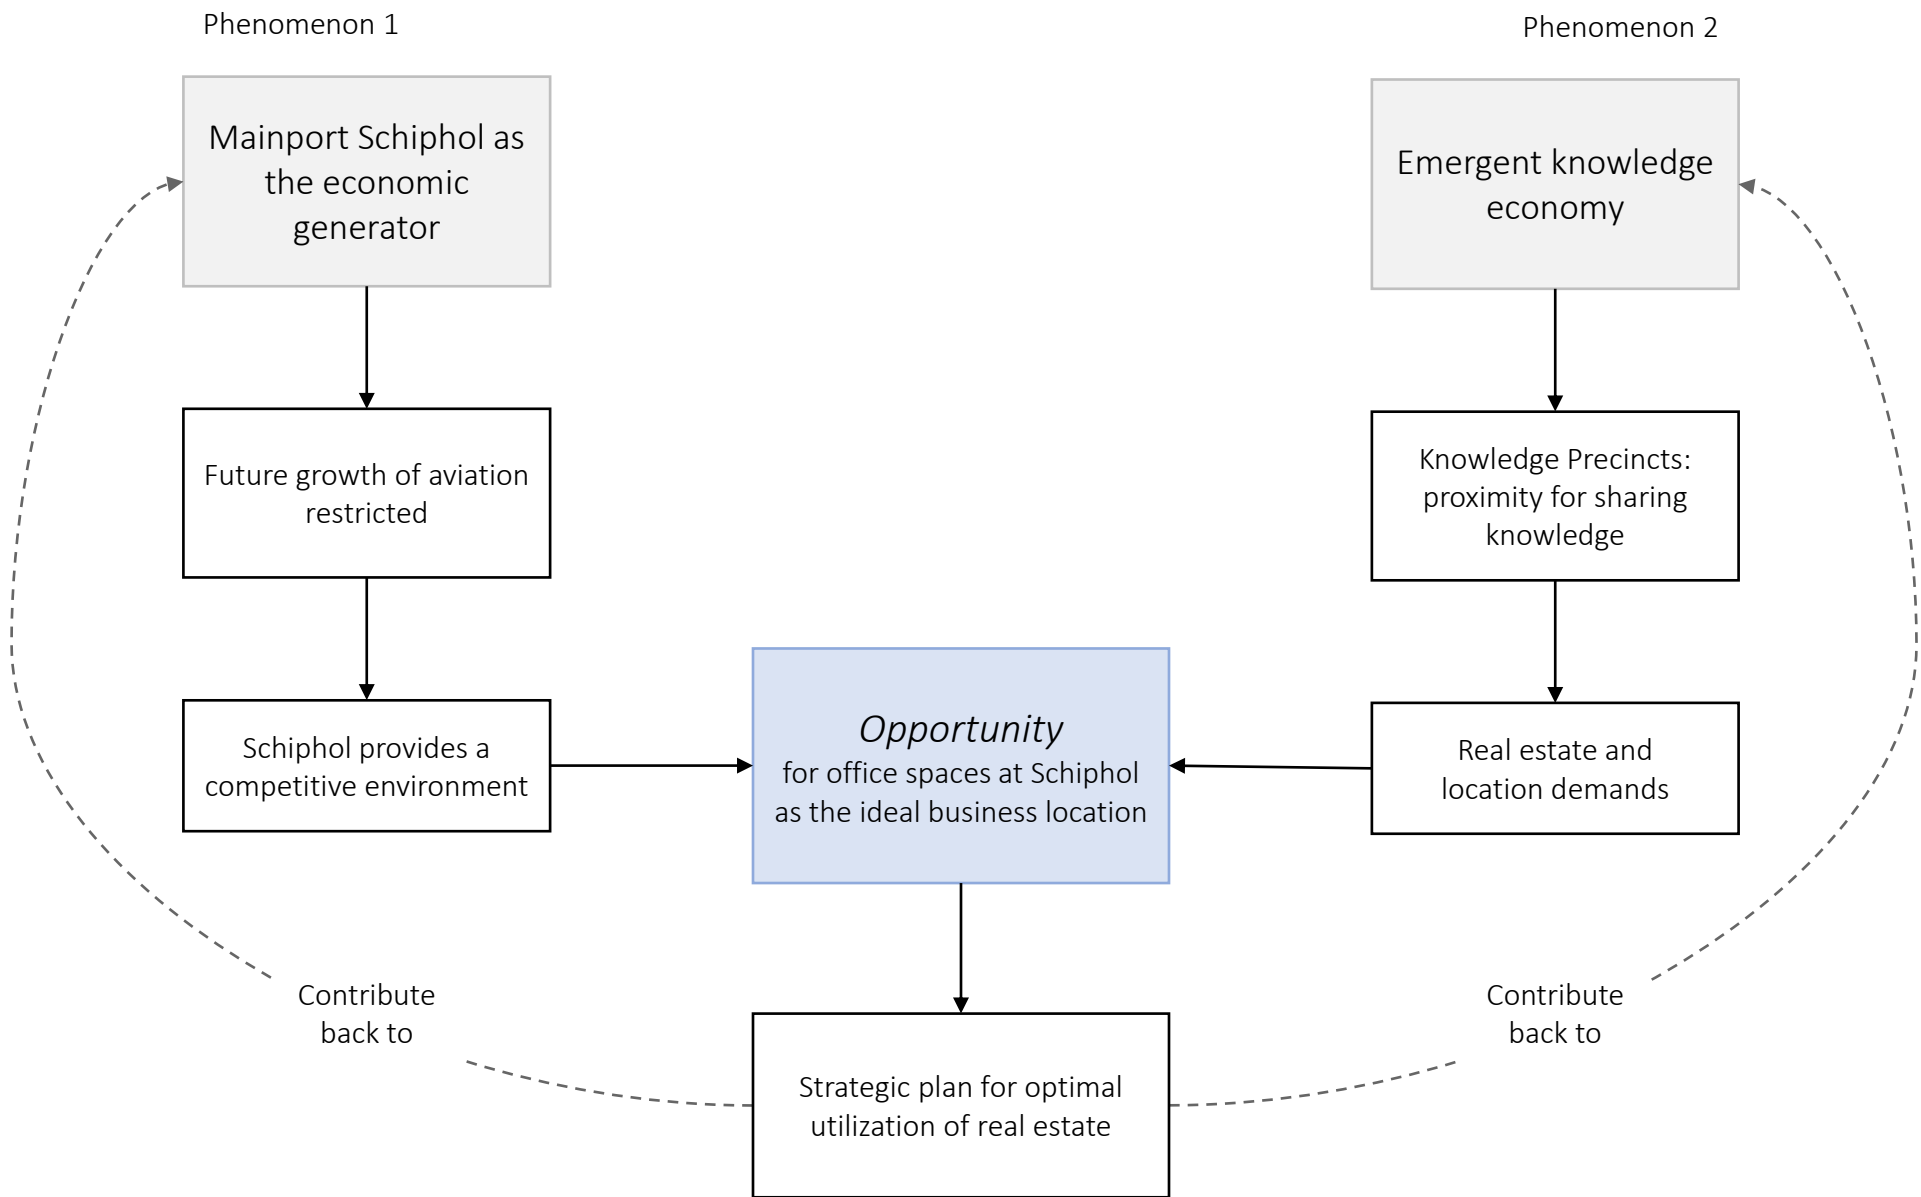 Phenomenon 1
Phenomenon 2
Mainport Schiphol as
the economic
generator
Emergent knowledge
economy
Future growth of aviation
restricted
Knowledge Precincts:
proximity for sharing
knowledge
Schiphol provides a
competitive environment
Opportunity
for office spaces at Schiphol
as the ideal business location
Real estate and
location demands
Contribute
back to
Contribute
back to
Strategic plan for optimal
utilization of real estate